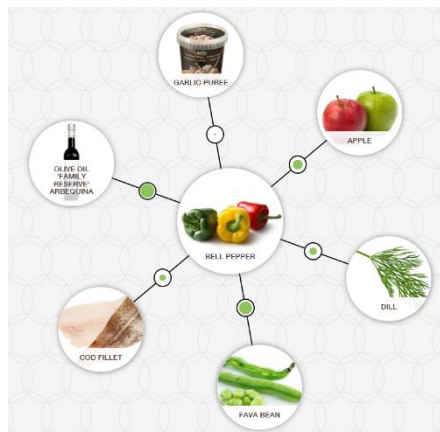 GARLIC PUREE
APPLE
OLIVE OIL
'FAMILY
RESERVE'
ARBEQUINA
BELL PEPPER
DILL
COD FILLET
FAVA BEAN